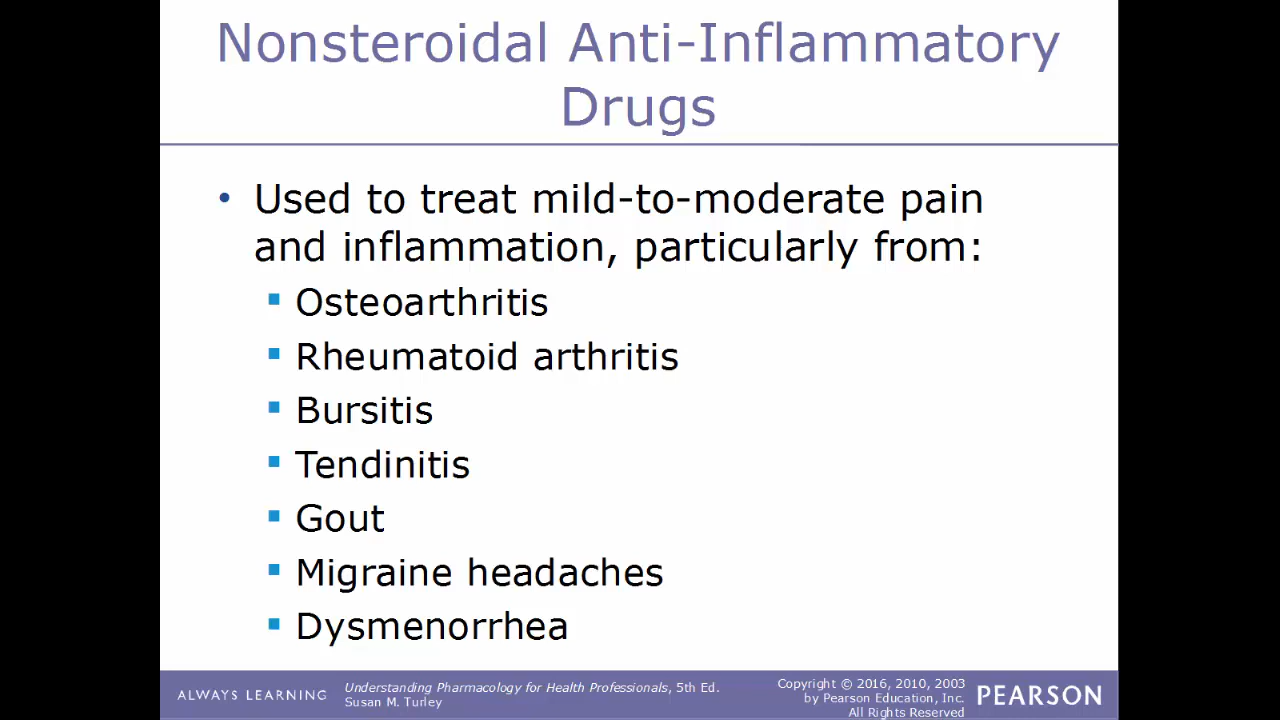 Nonsteroidal Anti-Inflammatory
Drugs
• Used to treat mild-to-moderate pain
and inflammation, particularly from:
▪ Osteoarthritis
▪ Rheumatoid arthritis
▪ Bursitis
▪ Tendinitis
▪ Gout
▪ Migraine headaches
▪ Dysmenorrhea
ALWAYS LEARNING
Understanding Pharmacology for Health Professionals, 5th Ed.
Susan M. Turley
Copyright © 2016, 2010, 2003
by Pearson Education, Inc.
All Rights Reserved
PEARSON